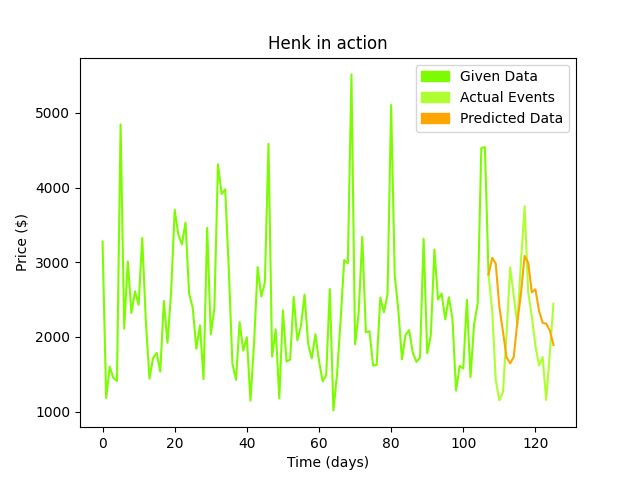 Henk in action
Given Data
Actual Events
Predicted Data
Price ($)
5000
4000
3000
2000
1000
0 20 40 60 80 100 120
Time (days)